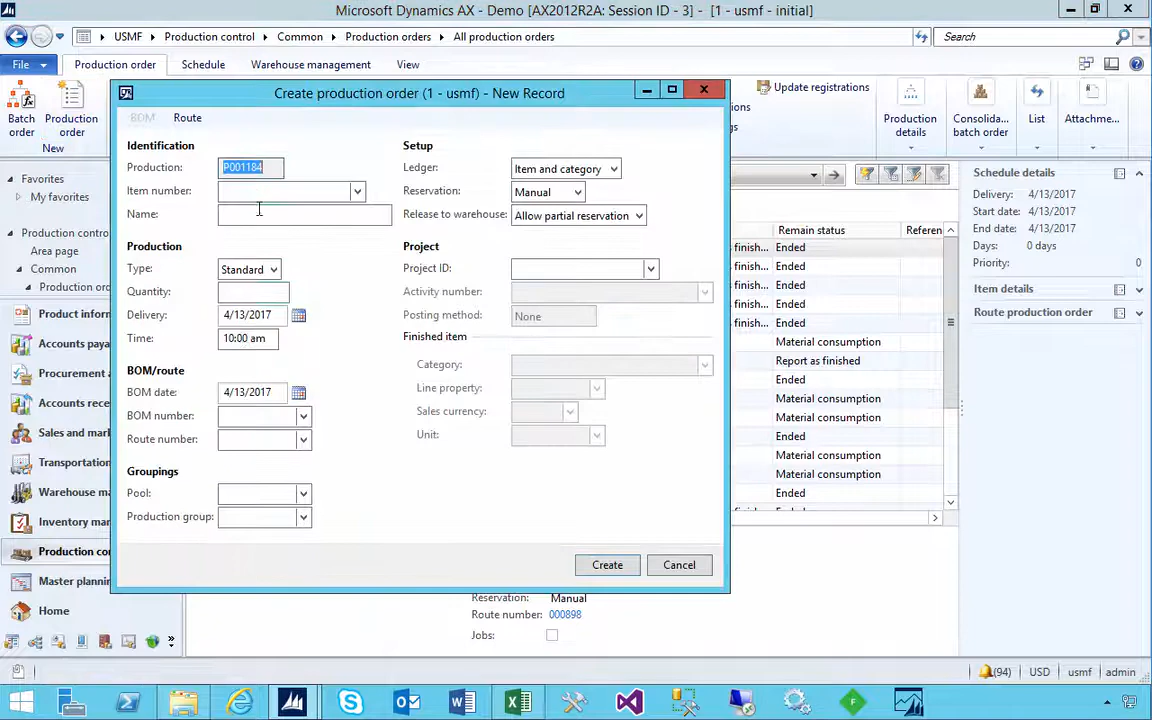 Microsoft Dynamics AX - Demo [AX2012R2A: Session ID - 3] - [1 - usmf - initial]
USMF Production control Common Production orders All production orders
Search
File Production order Schedule Warehouse management View
Batch order
Production order
New
Update registrations
Production details
Consolida... batch order
List
Attachme...
Create production order (1 - usmf) - New Record
BOM Route
Identification
Production: P001184
Item number:
Name:
Production
Type: Standard
Quantity:
Delivery: 4/13/2017
Time: 10:00 am
BOM/route
BOM date: 4/13/2017
BOM number:
Route number:
Groupings
Pool:
Production group:
Setup
Ledger: Item and category
Reservation: Manual
Release to warehouse: Allow partial reservation
Project
Project ID:
Activity number:
Posting method: None
Finished item
Category:
Line property:
Sales currency:
Unit:
Create Cancel
Favorites
My favorites
Production contro
Area page
Common
Production ord
Product inform
Accounts paya
Procurement a
Accounts rece
Sales and mark
Transportation
Warehouse ma
Inventory man
Production con
Master plannin
Home
Remain status Referen
finish... Ended
finish... Ended
finish... Ended
finish... Ended
finish... Ended
Material consumption
Report as finished
Ended
Material consumption
Material consumption
Ended
Material consumption
Material consumption
Ended
Schedule details
Delivery: 4/13/2017
Start date: 4/13/2017
End date: 4/13/2017
Days: 0 days
Priority: 0
Item details
Route production order
Reservation: Manual
Route number: 000898
Jobs:
(94) USD usmf admin